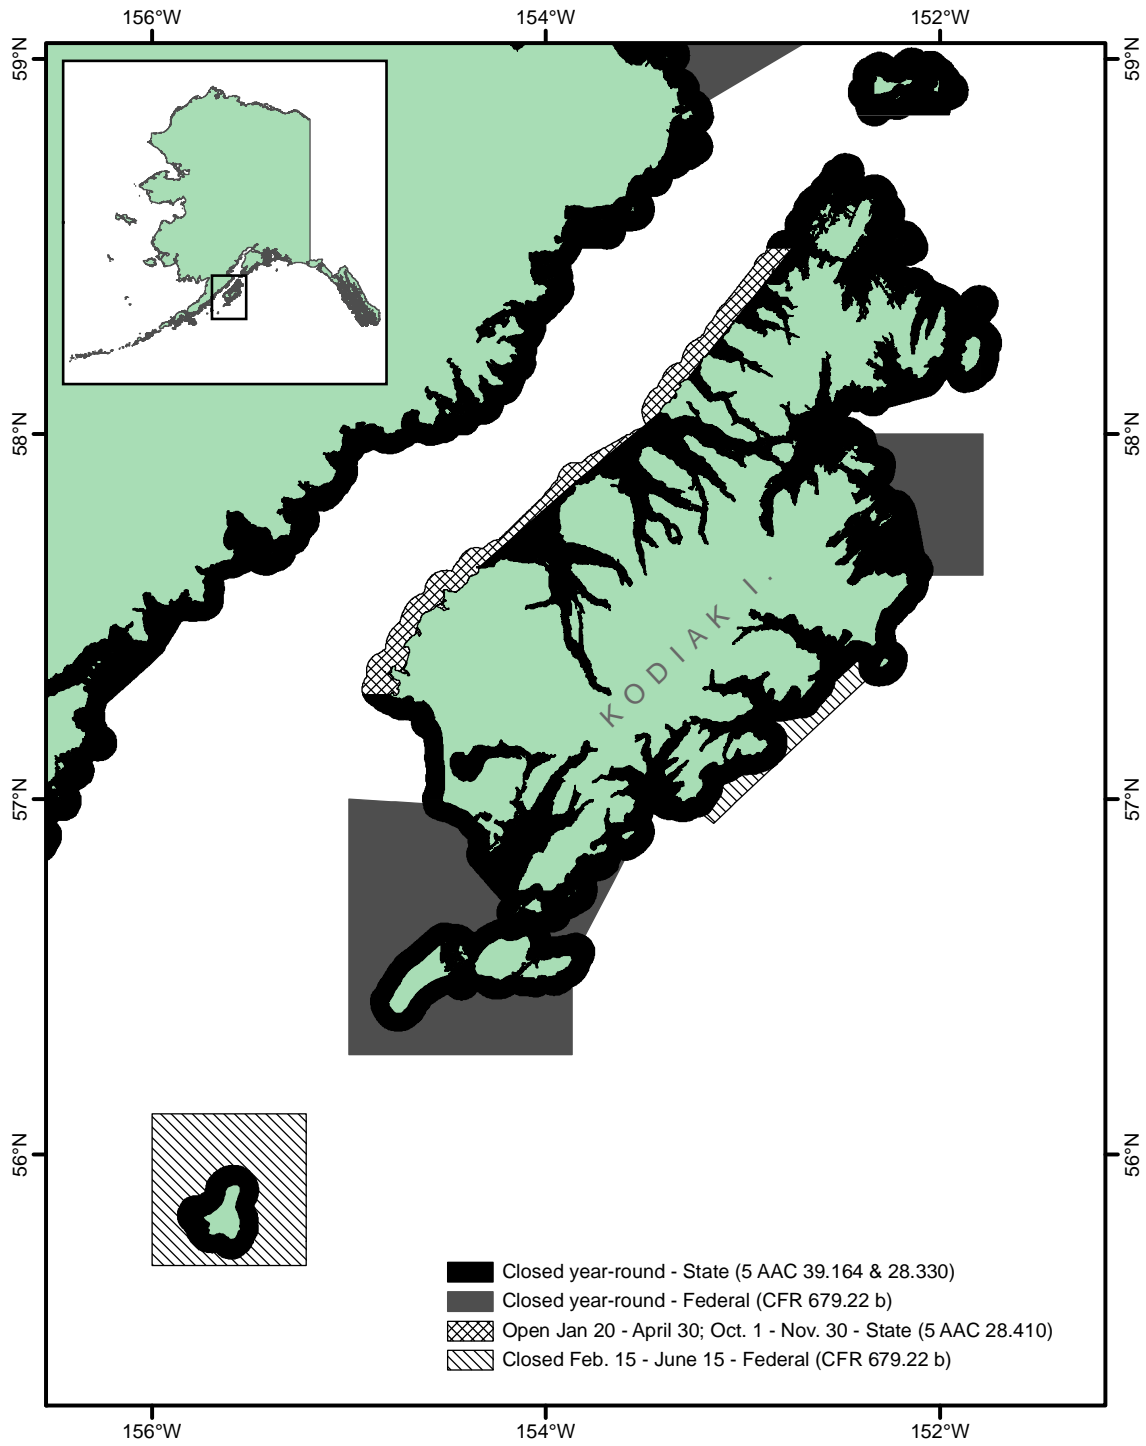 156°W 154°W 152°W
59°N 59°N
58°N 58°N
KODIAK I.
57°N 57°N
56°N 56°N
Closed year-round - State (5 AAC 39.164 & 28.330)
Closed year-round - Federal (CFR 679.22 b)
Open Jan 20 - April 30; Oct. 1 - Nov. 30 - State (5 AAC 28.410)
Closed Feb. 15 - June 15 - Federal (CFR 679.22 b)
156°W 154°W 152°W